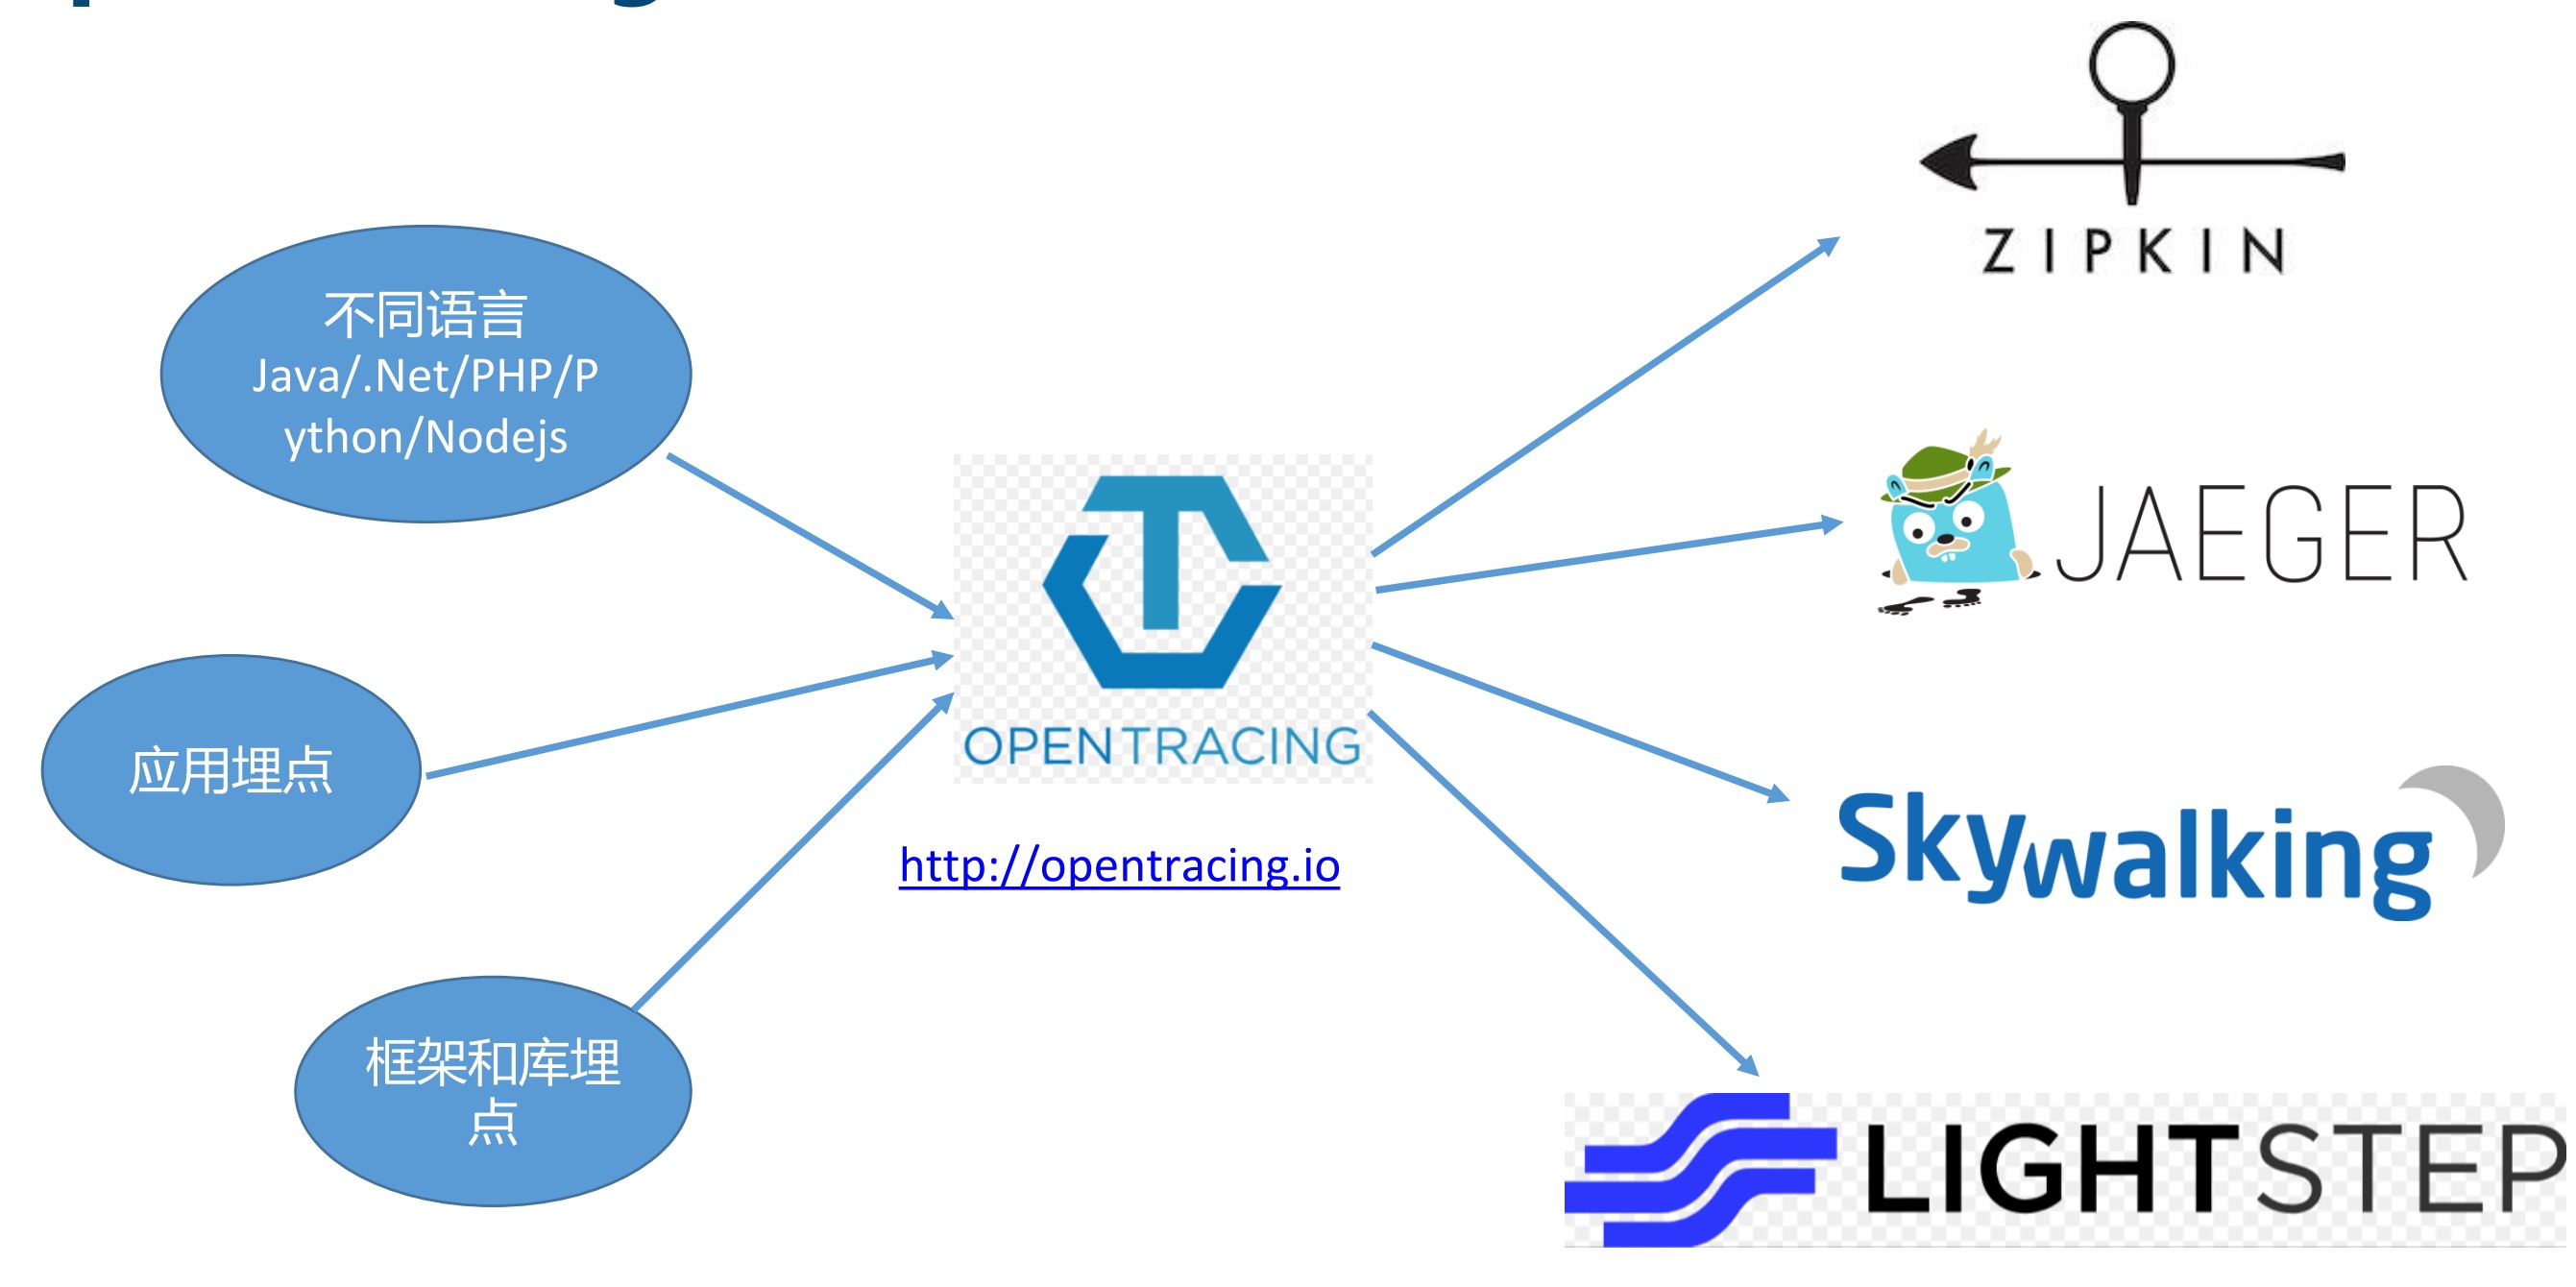 不同语言
Java/.Net/PHP/P
ython/Nodejs
应用埋点
框架和库埋
点
OPENTRACING
http://opentracing.io
ZIPKIN
JAEGER
Skywalking
LIGHTSTEP